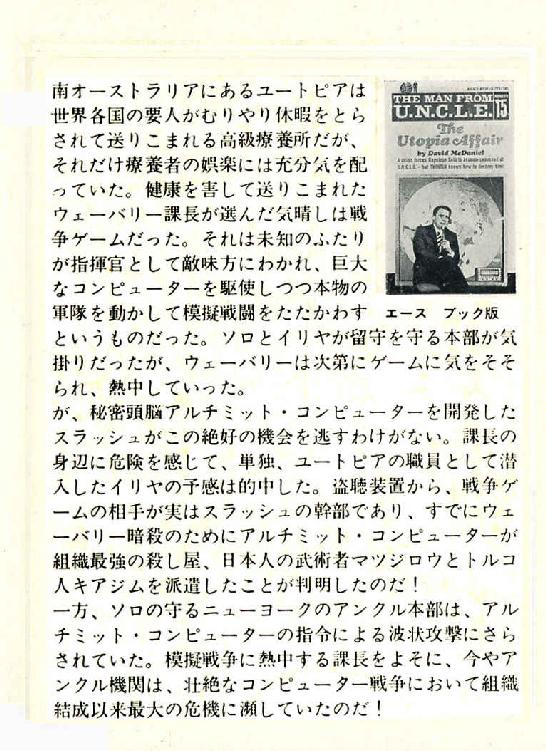 南オーストラリアにあるユートピアは
世界各国の要人がむりやり休暇をとら
されて送りこまれる高級療養所だが、
それだけ療養者の娯楽には充分気を配
っていた。健康を害して送りこまれた
ウェーバリー課長が選んだ気晴しは戦
争ゲームだった。それは未知のふたり
が指揮官として敵味方にわかれ、巨大
なコンピューターを駆使しつつ本物の
軍隊を動かして模擬戦闘をたたかわす
というものだった。ソロとイリヤが留守を守る本部が気
掛りだったが、ウェーバリーは次第にゲームに気をそそ
られ、熱中していった。
が、秘密頭脳アルチミット・コンピューターを開発した
スラッシュがこの絶好の機会を逃すわけがない。課長の
身辺に危険を感じて、単独、ユートピアの職員として潜
入したイリヤの予感は的中した。盗聴装置から、戦争ゲ
ームの相手が実はスラッシュの幹部であり、すでにウェ
ーバリー暗殺のためにアルチミット・コンピューターが
組織最強の殺し屋、日本人の武術者マツジロウとトルコ
人キアジムを派遣したことが判明したのだ！
一方、ソロの守るニューヨークのアンクル本部は、アル
チミット・コンピューターの指令による波状攻撃にさら
されていた。模擬戦争に熱中する課長をよそに、今やア
ンクル機関は、壮絶なコンピューター戦争において組織
結成以来最大の危機に瀕していたのだ！
THE MAN FROM
U.N.C.L.E. 15
The
Utopia Affair
by David McDaniel
エース　ブック版